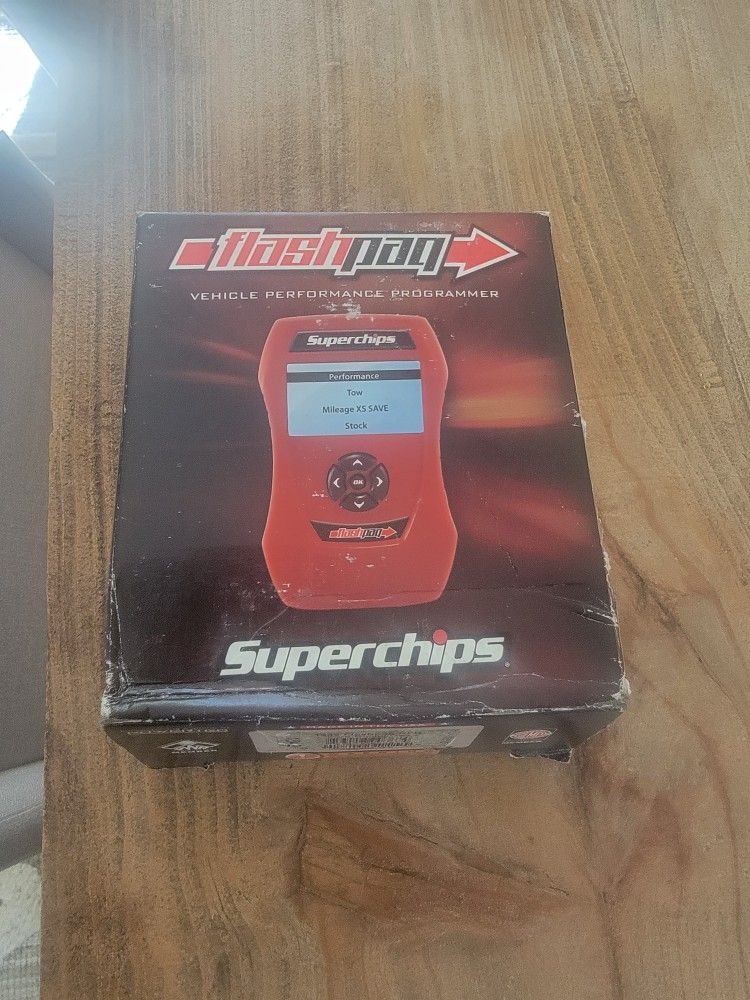 flashpaq
VEHICLE PERFORMANCE PROGRAMMER
Superchips
Performance
Tow
Mileage XS SAVE
Stock
OK
flashpaq
Superchips